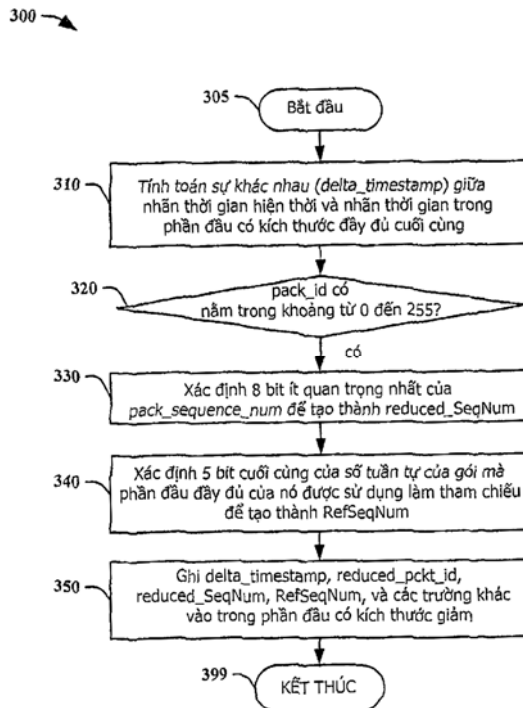 300
305
Bắt đầu
310
Tính toán sự khác nhau (delta_timestamp) giữa
nhãn thời gian hiện thời và nhãn thời gian trong
phần đầu có kích thước đầy đủ cuối cùng
320
pack_id có
nằm trong khoảng từ 0 đến 255?
có
330
Xác định 8 bit ít quan trọng nhất của
pack_sequence_num để tạo thành reduced_SeqNum
340
Xác định 5 bit cuối cùng của số tuần tự của gói mà
phần đầu đầy đủ của nó được sử dụng làm tham chiếu
để tạo thành RefSeqNum
350
Ghi delta_timestamp, reduced_pckt_id,
reduced_SeqNum, RefSeqNum, và các trường khác
vào trong phần đầu có kích thước giảm
399
KẾT THÚC